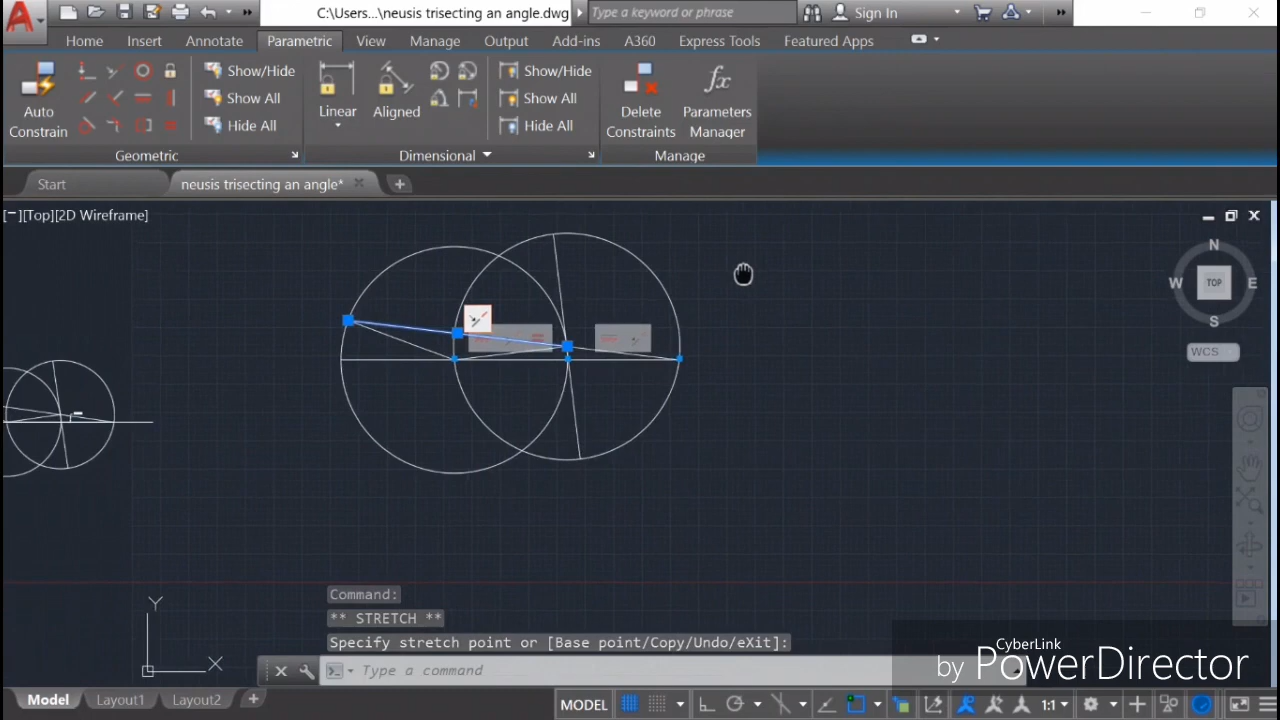 A C:\Users...\neusis trisecting an angle.dwg Type a keyword or phrase Sign In
Home Insert Annotate Parametric View Manage Output Add-ins A360 Express Tools Featured Apps
Auto
Constrain
Show/Hide
Show All
Hide All
Linear
Aligned
Show/Hide
Show All
Hide All
Delete
Constraints
fx
Parameters
Manager
Geometric Dimensional Manage
Start neusis trisecting an angle*
[−][Top][2D Wireframe]
N
W TOP E
S
WCS
Y
X
Command:
** STRETCH **
Specify stretch point or [Base point/Copy/Undo/eXit]:
Type a command
CyberLink
by PowerDirector
Model Layout1 Layout2 MODEL 1:1